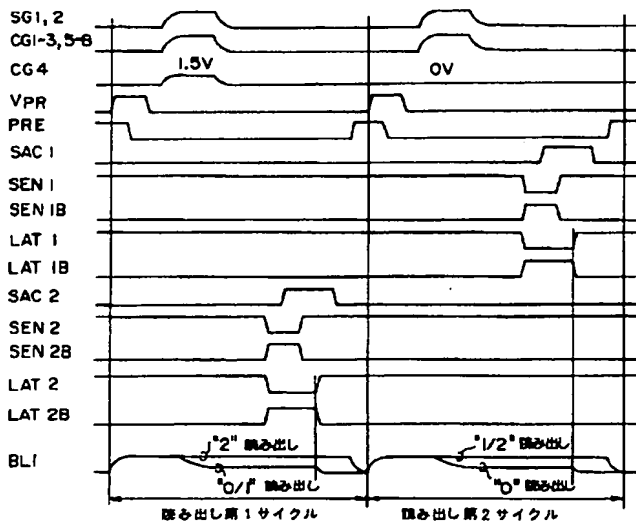 SG1, 2
CG1~3, 5~8
CG4 1.5V 0V
VPR
PRE
SAC 1
SEN 1
SEN 1B
LAT 1
LAT 1B
SAC 2
SEN 2
SEN 2B
LAT 2
LAT 2B
"2" 読み出し "1/2" 読み出し
BLi
"0/1" 読み出し "0" 読み出し
読み出し第1サイクル 読み出し第2サイクル